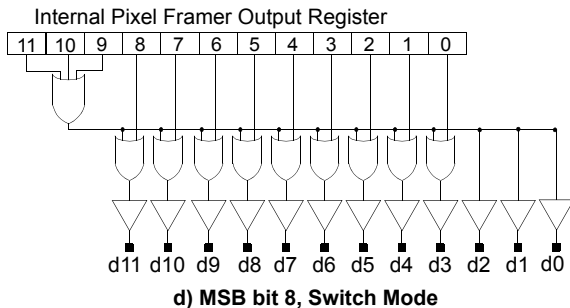 Internal Pixel Framer Output Register
11 10 9 8 7 6 5 4 3 2 1 0
d11 d10 d9 d8 d7 d6 d5 d4 d3 d2 d1 d0
d) MSB bit 8, Switch Mode